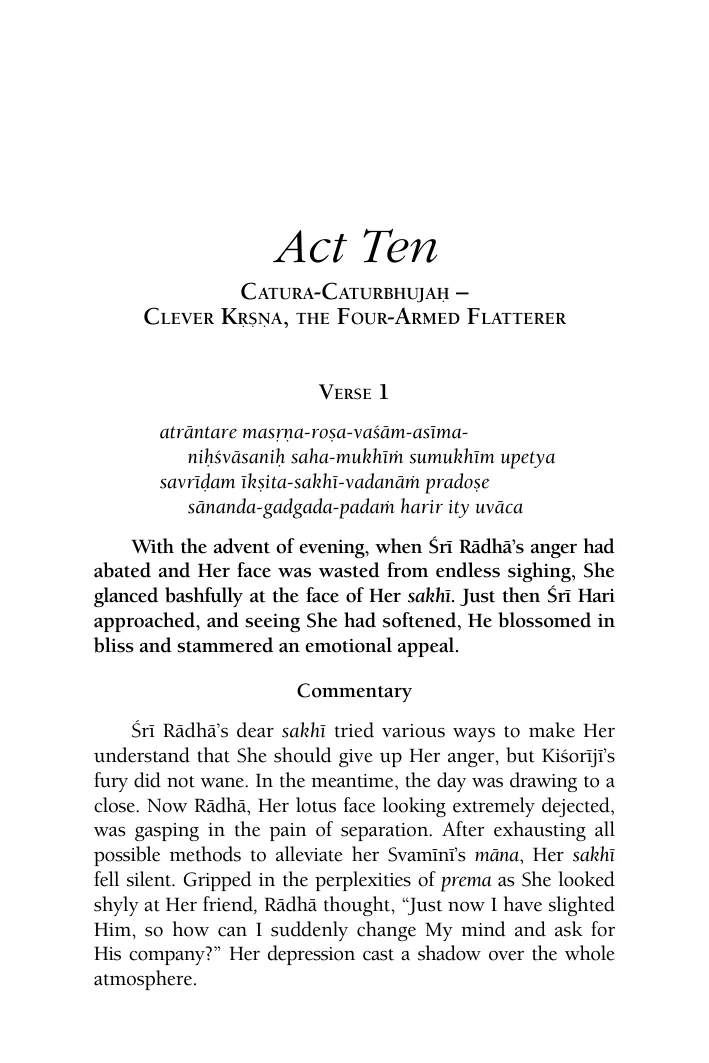 Act Ten
Catura-Caturbhujaḥ –
Clever Kṛṣṇa, the Four-Armed Flatterer
Verse 1
atrāntare masṛṇa-roṣa-vaśām-asīma-
niḥśvāsaniḥ saha-mukhīṁ sumukhīm upetya
savrīḍam īkṣita-sakhī-vadanāṁ pradoṣe
sānanda-gadgada-padaṁ harir ity uvāca
With the advent of evening, when Śrī Rādhā’s anger had
abated and Her face was wasted from endless sighing, She
glanced bashfully at the face of Her sakhī. Just then Śrī Hari
approached, and seeing She had softened, He blossomed in
bliss and stammered an emotional appeal.
Commentary
Śrī Rādhā’s dear sakhī tried various ways to make Her
understand that She should give up Her anger, but Kiśorījī’s
fury did not wane. In the meantime, the day was drawing to a
close. Now Rādhā, Her lotus face looking extremely dejected,
was gasping in the pain of separation. After exhausting all
possible methods to alleviate her Svamīnī’s māna, Her sakhī
fell silent. Gripped in the perplexities of prema as She looked
shyly at Her friend, Rādhā thought, “Just now I have slighted
Him, so how can I suddenly change My mind and ask for
His company?” Her depression cast a shadow over the whole
atmosphere.